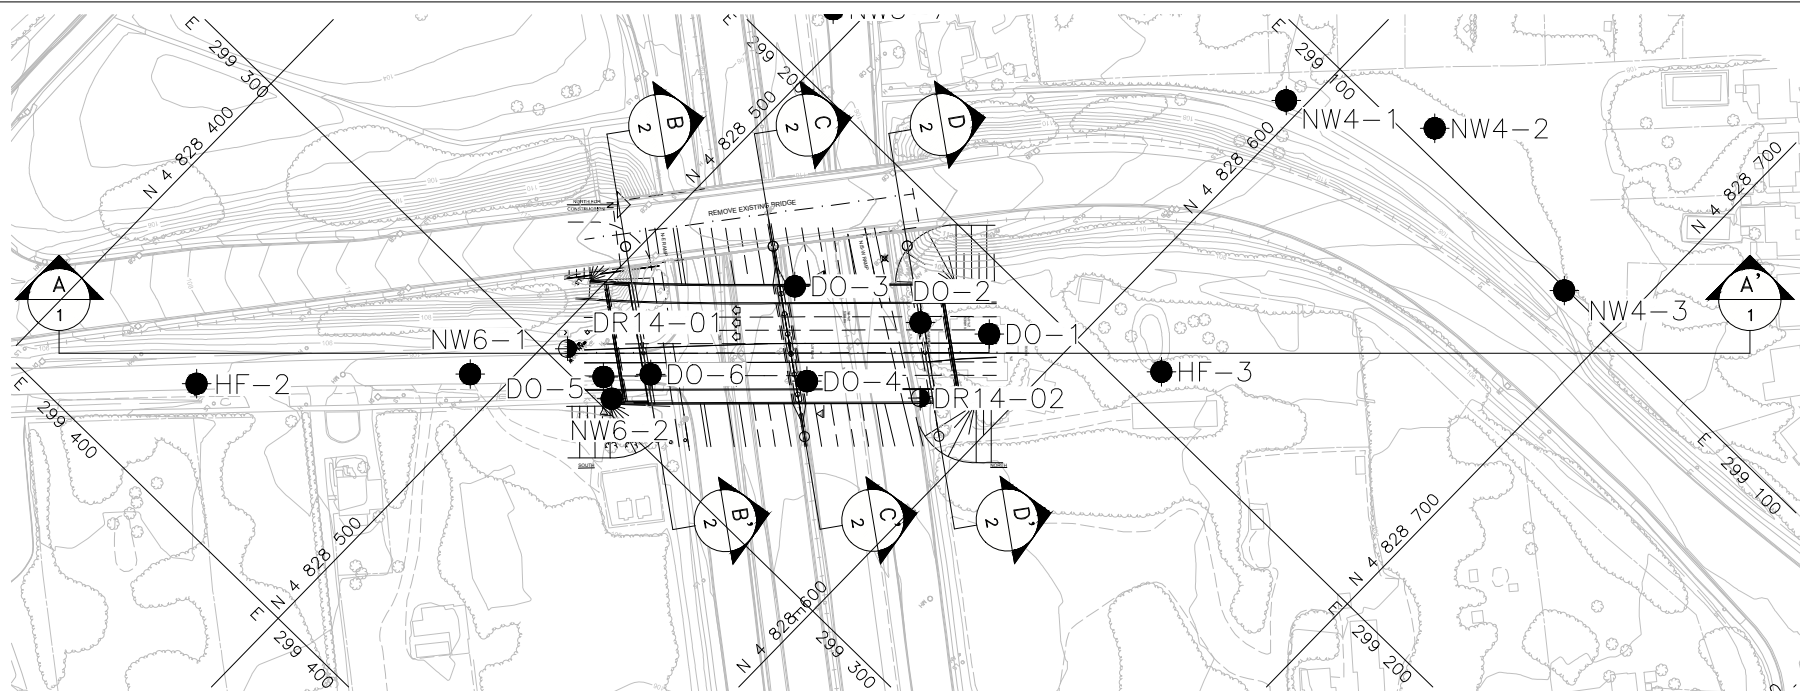 E 299 300
N 4 828 400
B
2
C
2
D
2
N 4 828 500
E 299 100
NW4-1
NW4-2
N 4 828 600
N 4 828 700
REMOVE EXISTING BRIDGE
A
1
A'
1
DO-3
DO-2
NW4-3
DR14-01
NW6-1
DO-1
HF-2
DO-5
DO-6
DO-4
HF-3
DR14-02
NW6-2
E 299 400
SOUTH
NORTH
E 299 100
B'
2
C'
2
D'
2
N 4 828 500
N 4 828 600
N 4 828 700
E 299 400
E 299 300
E 299 200